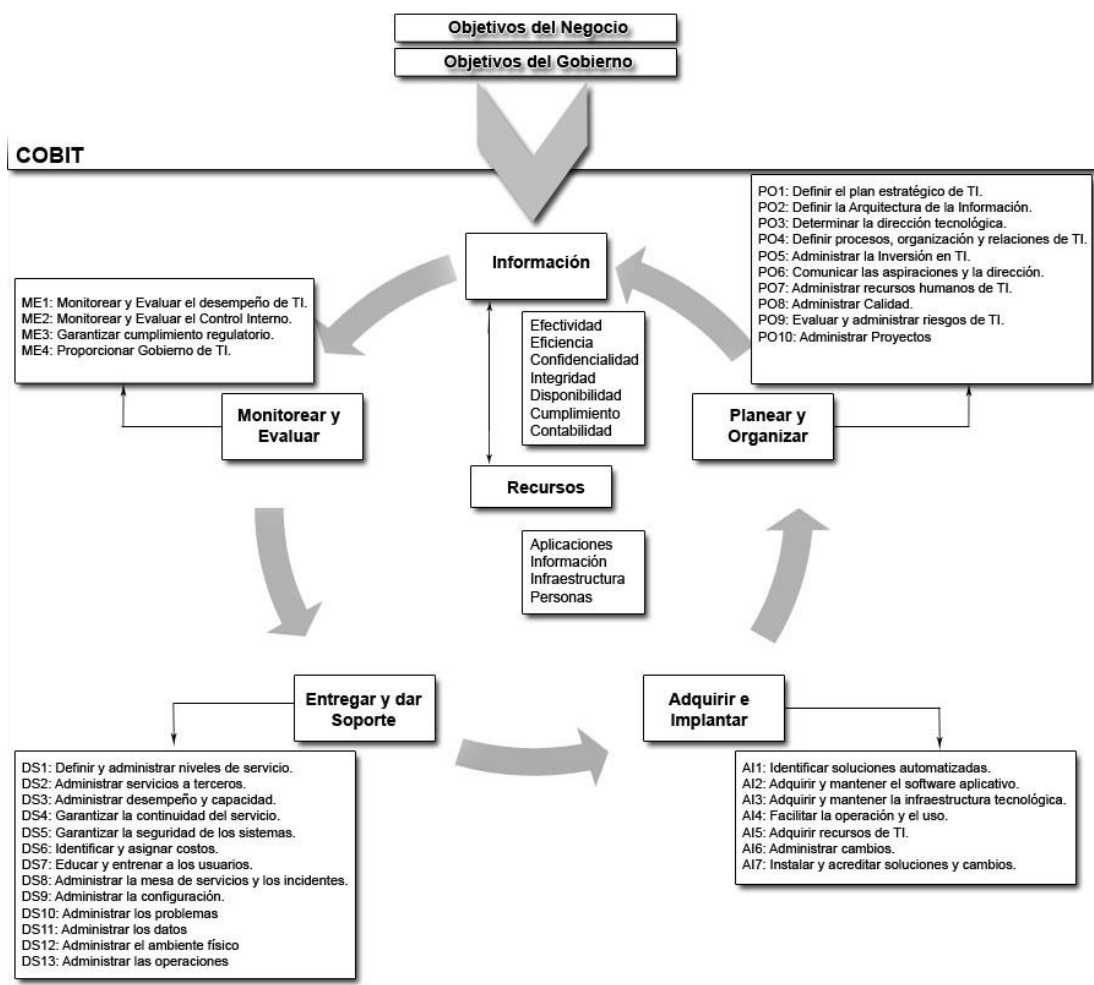 Objetivos del Negocio
Objetivos del Gobierno
COBIT
Información
Efectividad
Eficiencia
Confidencialidad
Integridad
Disponibilidad
Cumplimiento
Contabilidad
Recursos
Aplicaciones
Información
Infraestructura
Personas
PO1: Definir el plan estratégico de TI.
PO2: Definir la Arquitectura de la Información.
PO3: Determinar la dirección tecnológica.
PO4: Definir procesos, organización y relaciones de TI.
PO5: Administrar la Inversión en TI.
PO6: Comunicar las aspiraciones y la dirección.
PO7: Administrar recursos humanos de TI.
PO8: Administrar Calidad.
PO9: Evaluar y administrar riesgos de TI.
PO10: Administrar Proyectos
Planear y
Organizar
ME1: Monitorear y Evaluar el desempeño de TI.
ME2: Monitorear y Evaluar el Control Interno.
ME3: Garantizar cumplimiento regulatorio.
ME4: Proporcionar Gobierno de TI.
Monitorear y
Evaluar
Entregar y dar
Soporte
DS1: Definir y administrar niveles de servicio.
DS2: Administrar servicios a terceros.
DS3: Administrar desempeño y capacidad.
DS4: Garantizar la continuidad del servicio.
DS5: Garantizar la seguridad de los sistemas.
DS6: Identificar y asignar costos.
DS7: Educar y entrenar a los usuarios.
DS8: Administrar la mesa de servicios y los incidentes.
DS9: Administrar la configuración.
DS10: Administrar los problemas
DS11: Administrar los datos
DS12: Administrar el ambiente físico
DS13: Administrar las operaciones
Adquirir e
Implantar
AI1: Identificar soluciones automatizadas.
AI2: Adquirir y mantener el software aplicativo.
AI3: Adquirir y mantener la infraestructura tecnológica.
AI4: Facilitar la operación y el uso.
AI5: Adquirir recursos de TI.
AI6: Administrar cambios.
AI7: Instalar y acreditar soluciones y cambios.